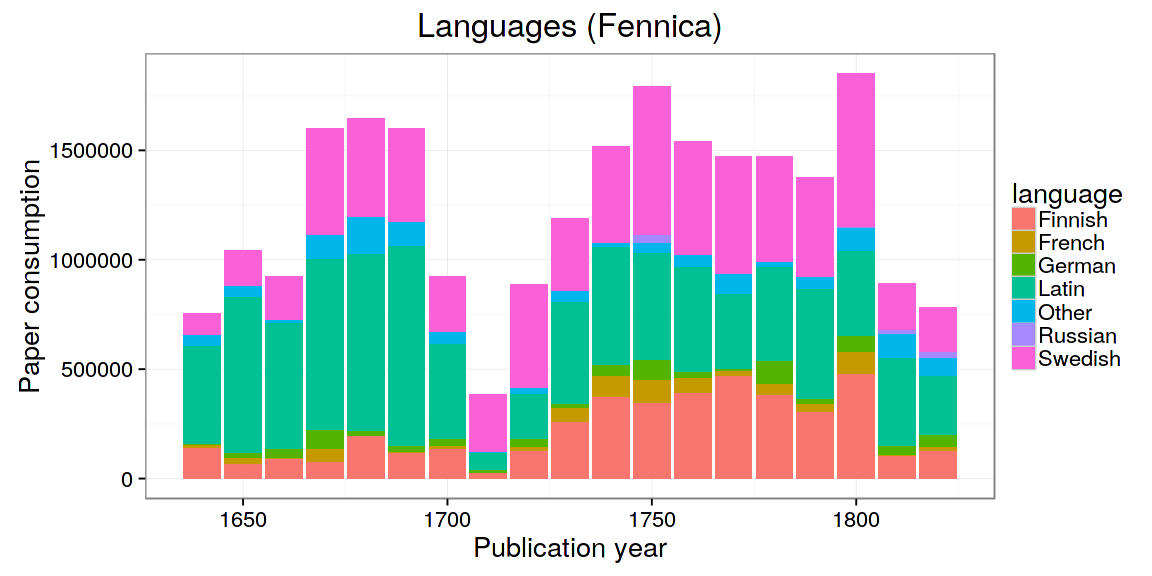 Languages (Fennica)
Paper consumption
1500000
1000000
500000
0
1650 1700 1750 1800
Publication year
language
Finnish
French
German
Latin
Other
Russian
Swedish